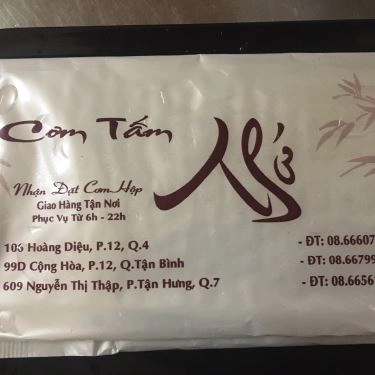 Cơm Tấm
Nhận Đặt Cơm Hộp
Giao Hàng Tận Nơi
Phục Vụ Từ 6h - 22h
106 Hoàng Diệu, P.12, Q.4 - ĐT: 08.66607
99D Cộng Hòa, P.12, Q.Tân Bình - ĐT: 08.66799
609 Nguyễn Thị Thập, P.Tân Hưng, Q.7 - ĐT: 08.6656